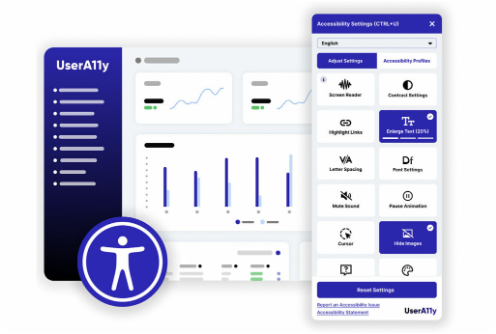 UserA11y
Accessibility Settings (CTRL+U)
English
Adjust Settings
Accessibility Profiles
Screen Reader
Contrast Settings
Highlight Links
Enlarge Text (20%)
Letter Spacing
Font Settings
Mute Sound
Pause Animation
Cursor
Hide Images
Reset Settings
Report an Accessibility Issue
Accessibility Statement
UserA11y